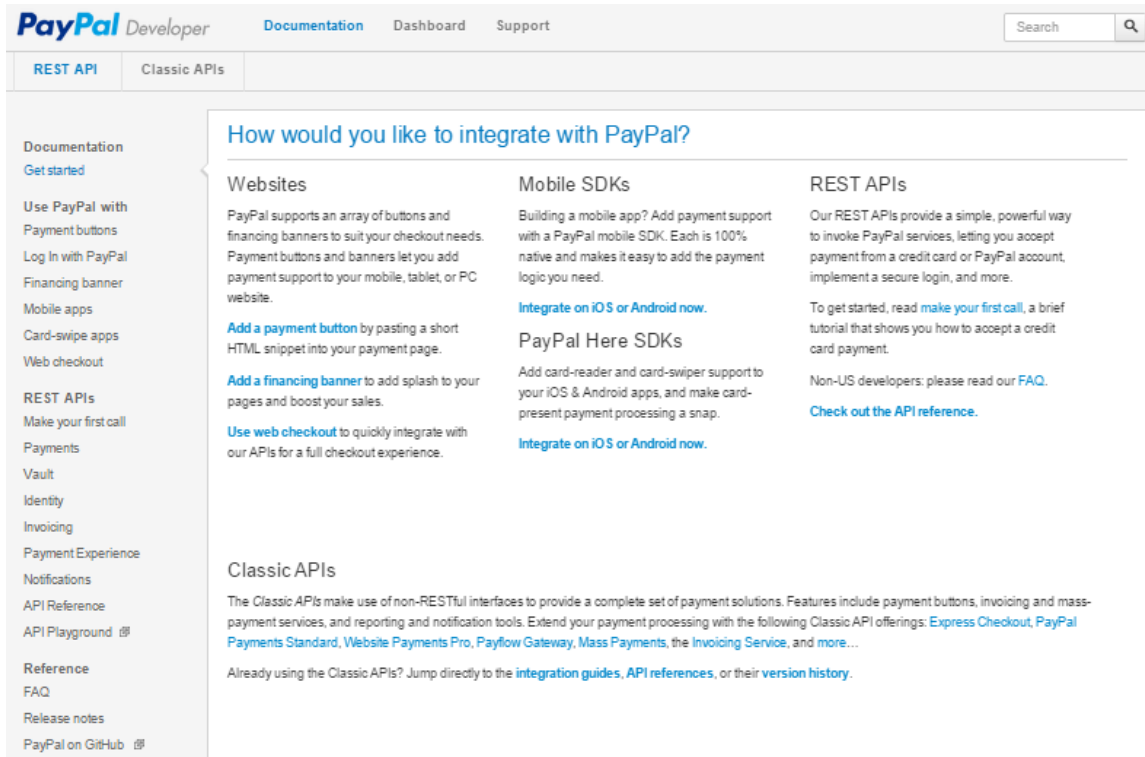 PayPal Developer
Documentation
Dashboard
Support
Search
REST API
Classic APIs
Documentation
Get started
Use PayPal with
Payment buttons
Log In with PayPal
Financing banner
Mobile apps
Card-swipe apps
Web checkout
REST APIs
Make your first call
Payments
Vault
Identity
Invoicing
Payment Experience
Notifications
API Reference
API Playground
Reference
FAQ
Release notes
PayPal on GitHub
How would you like to integrate with PayPal?
Websites
PayPal supports an array of buttons and
financing banners to suit your checkout needs.
Payment buttons and banners let you add
payment support to your mobile, tablet, or PC
website.
Add a payment button by pasting a short
HTML snippet into your payment page.
Add a financing banner to add splash to your
pages and boost your sales.
Use web checkout to quickly integrate with
our APIs for a full checkout experience.
Mobile SDKs
Building a mobile app? Add payment support
with a PayPal mobile SDK. Each is 100%
native and makes it easy to add the payment
logic you need.
Integrate on iOS or Android now.
PayPal Here SDKs
Add card-reader and card-swiper support to
your iOS & Android apps, and make card-
present payment processing a snap.
Integrate on iOS or Android now.
REST APIs
Our REST APIs provide a simple, powerful way
to invoke PayPal services, letting you accept
payment from a credit card or PayPal account,
implement a secure login, and more.
To get started, read make your first call, a brief
tutorial that shows you how to accept a credit
card payment.
Non-US developers: please read our FAQ.
Check out the API reference.
Classic APIs
The Classic APIs make use of non-RESTful interfaces to provide a complete set of payment solutions. Features include payment buttons, invoicing and mass-
payment services, and reporting and notification tools. Extend your payment processing with the following Classic API offerings: Express Checkout, PayPal
Payments Standard, Website Payments Pro, Payflow Gateway, Mass Payments, the Invoicing Service, and more…
Already using the Classic APIs? Jump directly to the integration guides, API references, or their version history.